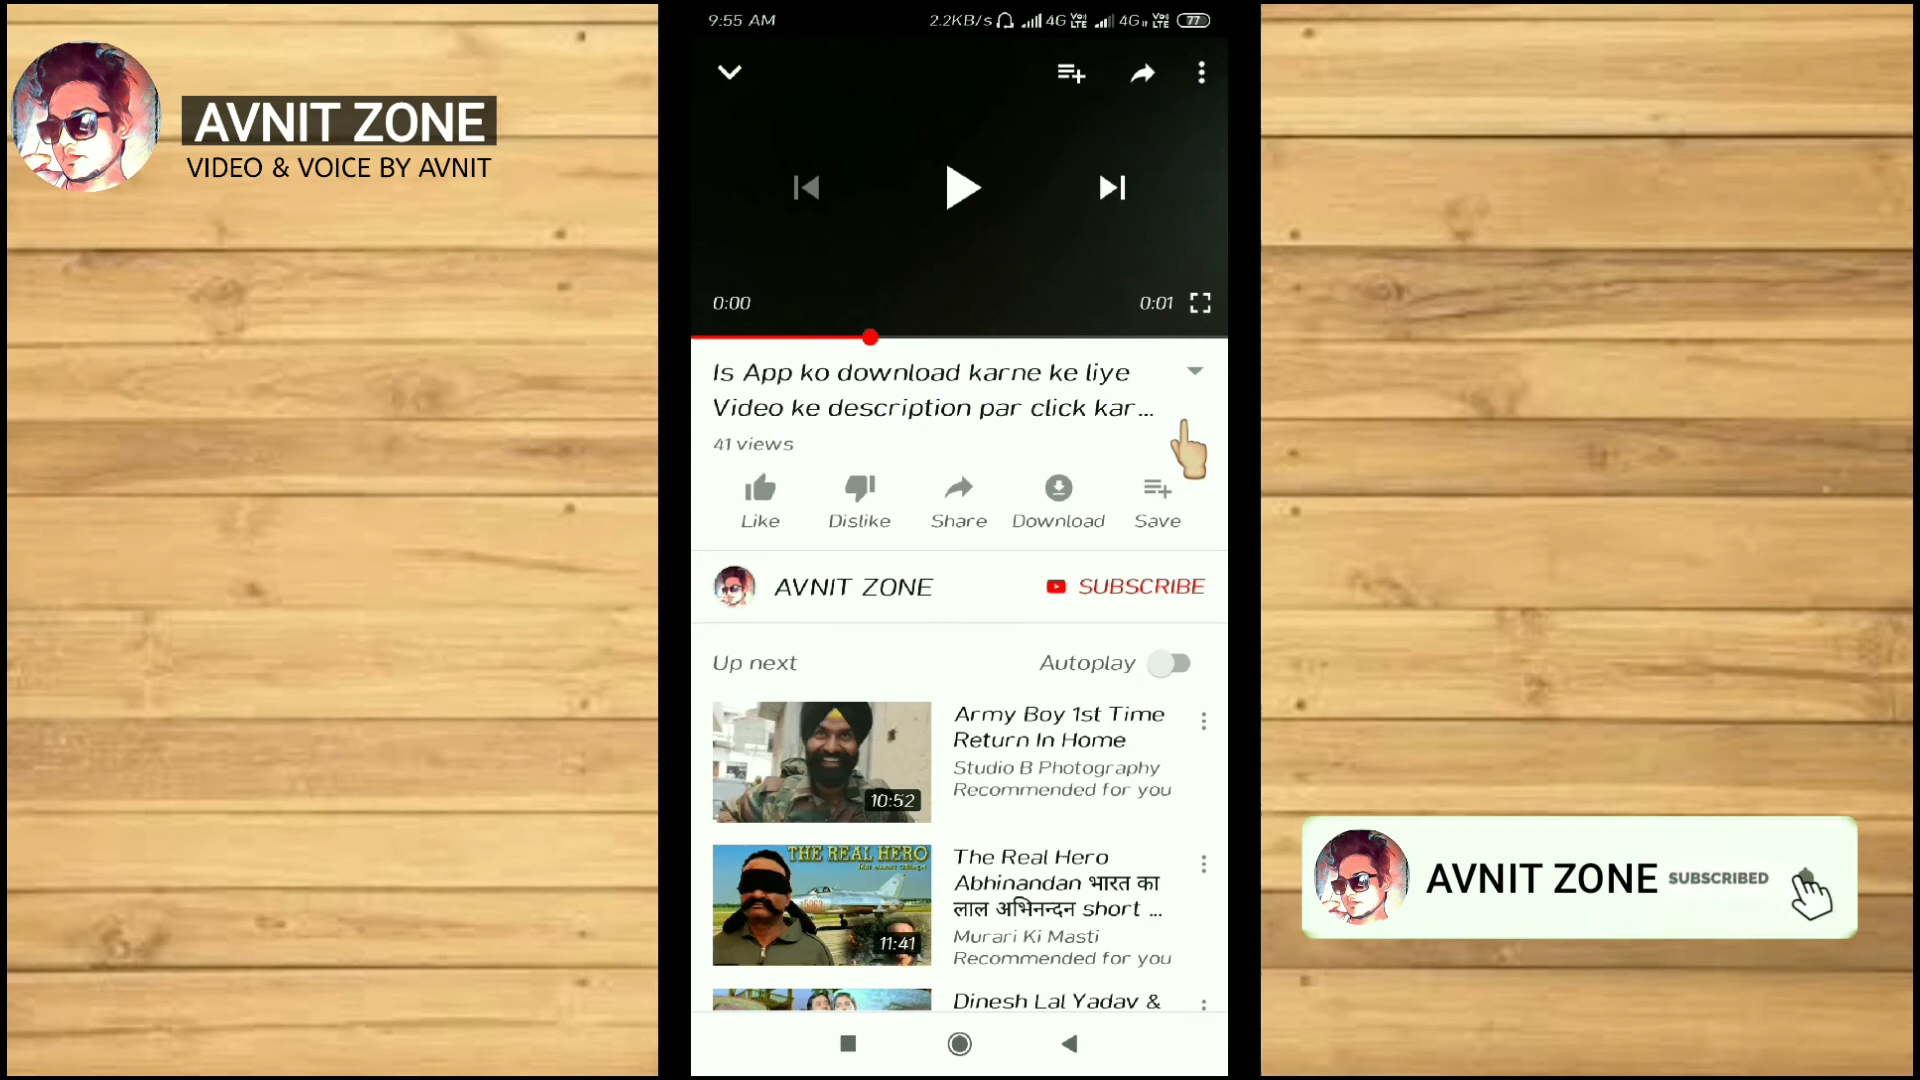 AVNIT ZONE
VIDEO & VOICE BY AVNIT
9:55 AM
2.2KB/s 4G Vo LTE 4G Vo LTE 77
0:00
0:01
Is App ko download karne ke liye
Video ke description par click kar...
41 views
Like
Dislike
Share
Download
Save
AVNIT ZONE
SUBSCRIBE
Up next
Autoplay
10:52
Army Boy 1st Time
Return In Home
Studio B Photography
Recommended for you
THE REAL HERO
11:41
The Real Hero
Abhinandan भारत का
लाल अभिनन्दन short ...
Murari Ki Masti
Recommended for you
Dinesh Lal Yadav &
AVNIT ZONE SUBSCRIBED